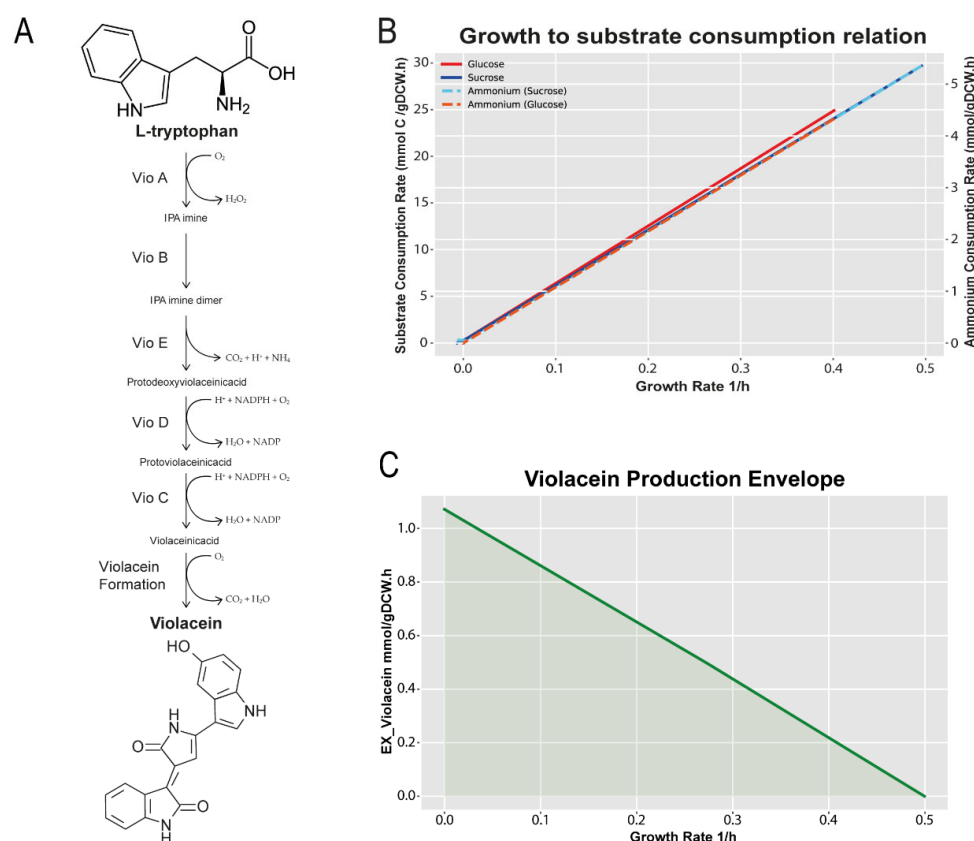 A
O
OH
NH₂
HN
L-tryptophan
Vio A
O₂
H₂O₂
IPA imine
Vio B
IPA imine dimer
Vio E
CO₂ + H⁺ + NH₄
Protodeoxyviolaceinicacid
H⁺ + NADPH + O₂
Vio D
H₂O + NADP
Protoviolaceinicacid
H⁺ + NADPH + O₂
Vio C
H₂O + NADP
Violaceinicacid
O₂
Violacein
Formation
CO₂ + H₂O
Violacein
HO
NH
H
N
O
O
N
H
B
Growth to substrate consumption relation
Substrate Consumption Rate (mmol C /gDCW.h)
30
25
20
15
10
5
0
Glucose
Sucrose
Ammonium (Sucrose)
Ammonium (Glucose)
5
4
3
2
1
0
Ammonium Consumption Rate (mmol/gDCW.h)
0.0 0.1 0.2 0.3 0.4 0.5
Growth Rate 1/h
C
Violacein Production Envelope
EX_Violacein mmol/gDCW.h
1.0
0.8
0.6
0.4
0.2
0.0
0.0 0.1 0.2 0.3 0.4 0.5
Growth Rate 1/h